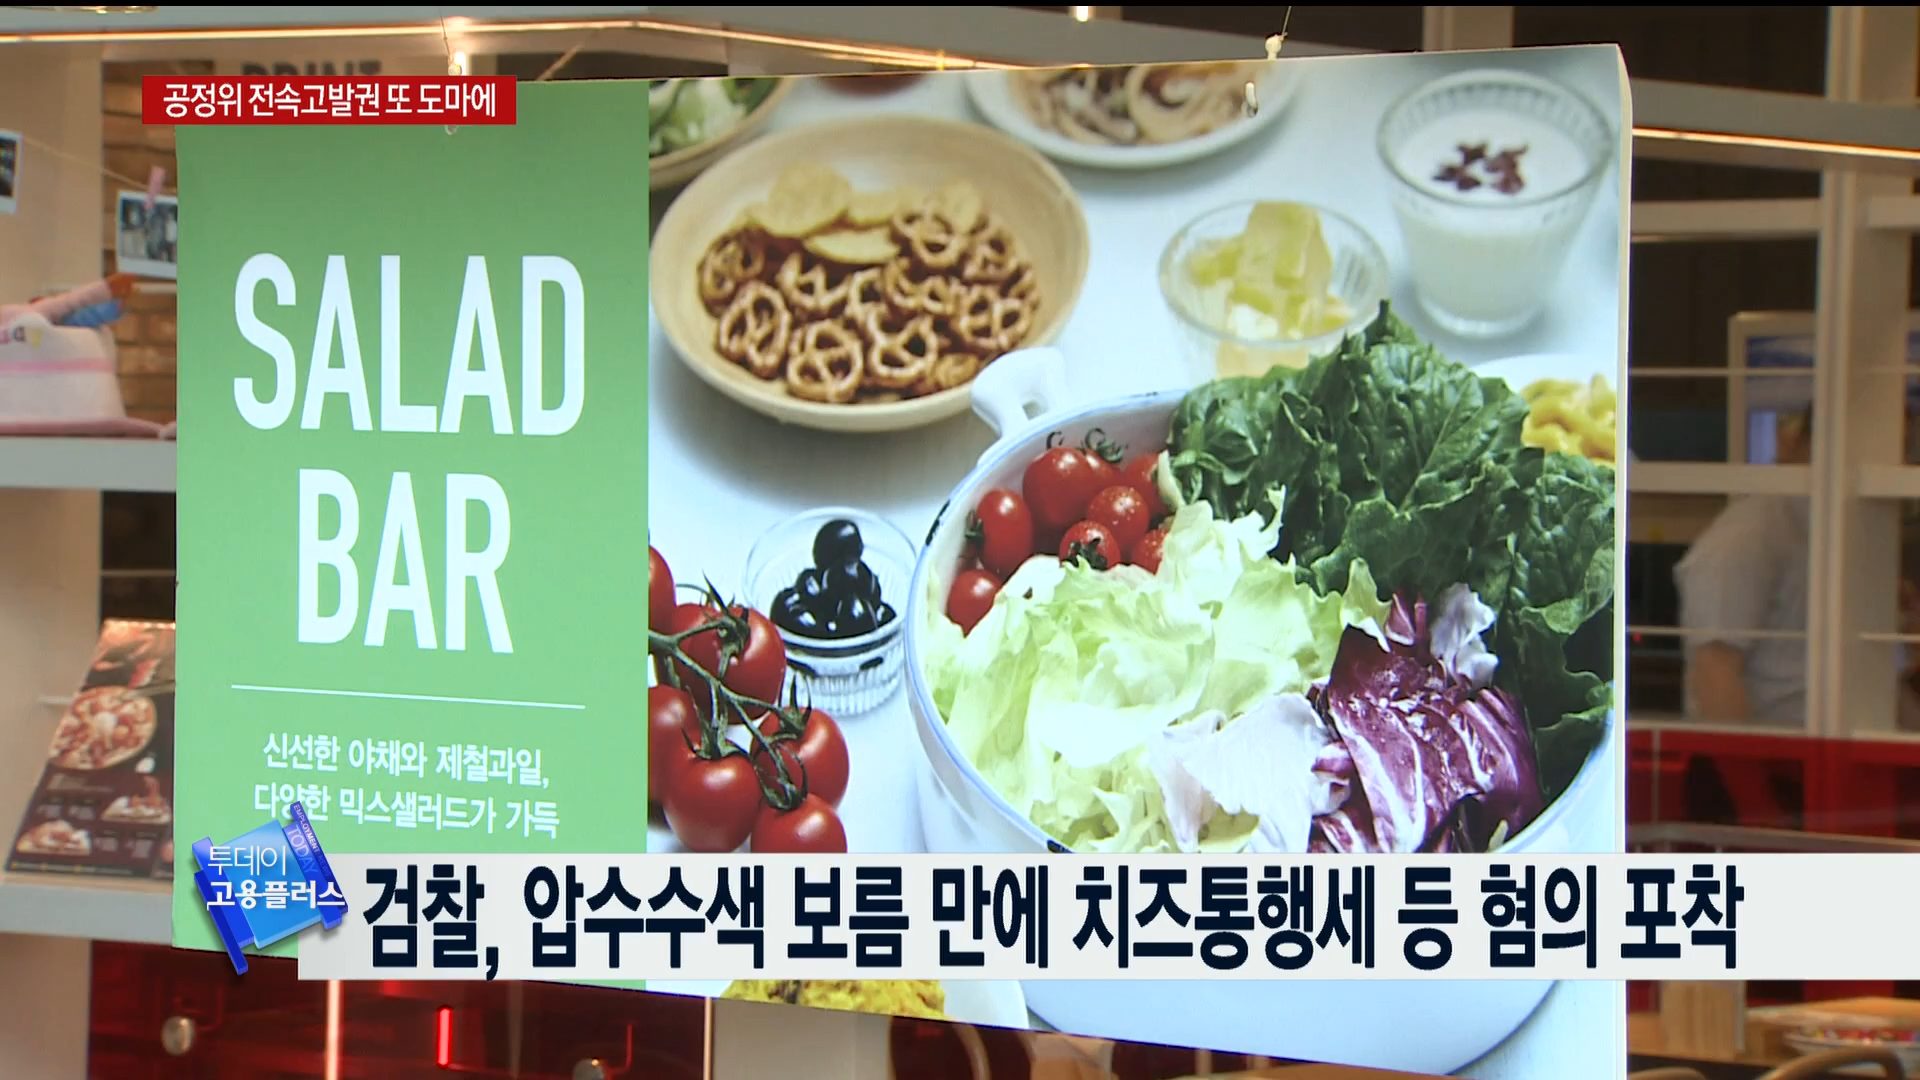 공정위 전속고발권 또 도마에
SALAD
BAR
신선한 야채와 제철과일,
다양한 믹스샐러드가 가득
EMPLOYMENT
TODAY
투데이
고용플러스
검찰, 압수수색 보름 만에 치즈통행세 등 혐의 포착